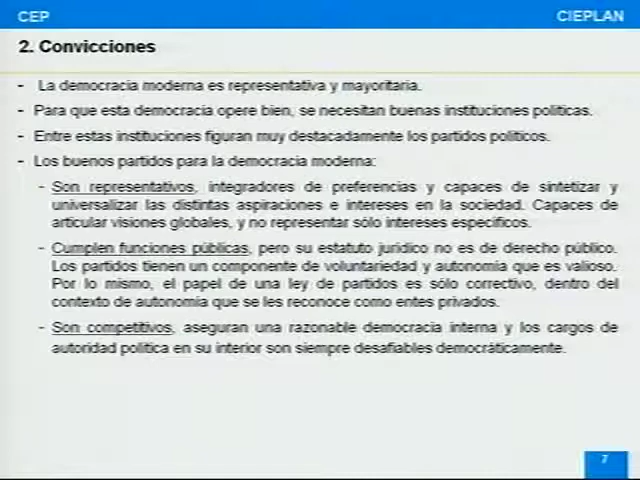 CEP
CIEPLAN
2. Convicciones
- La democracia moderna es representativa y mayoritaria.
- Para que esta democracia opere bien, se necesitan buenas instituciones políticas.
- Entre estas instituciones figuran muy destacadamente los partidos políticos.
- Los buenos partidos para la democracia moderna:
- Son representativos, integradores de preferencias y capaces de sintetizar y
universalizar las distintas aspiraciones e intereses en la sociedad. Capaces de
articular visiones globales, y no representar sólo intereses específicos.
- Cumplen funciones públicas, pero su estatuto jurídico no es de derecho público.
Los partidos tienen un componente de voluntariedad y autonomía que es valioso.
Por lo mismo, el papel de una ley de partidos es sólo correctivo, dentro del
contexto de autonomía que se les reconoce como entes privados.
- Son competitivos, aseguran una razonable democracia interna y los cargos de
autoridad política en su interior son siempre desafiables democráticamente.
7